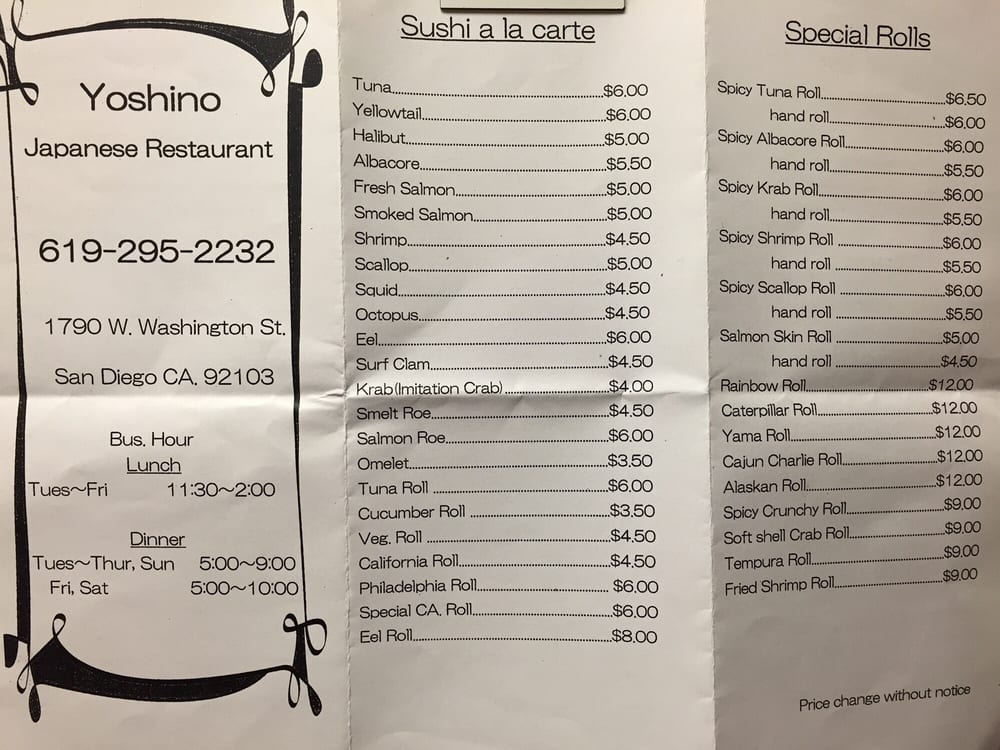 Yoshino
Japanese Restaurant
619-295-2232
1790 W. Washington St.
San Diego CA. 92103
Bus. Hour
Lunch
Tues~Fri 11:30~2:00
Dinner
Tues~Thur, Sun 5:00~9:00
Fri, Sat 5:00~10:00
Sushi a la carte
Tuna $6.00
Yellowtail $6.00
Halibut $5.00
Albacore $5.50
Fresh Salmon $5.00
Smoked Salmon $5.00
Shrimp $4.50
Scallop $5.00
Squid $4.50
Octopus $4.50
Eel $6.00
Surf Clam $4.50
Krab(Imitation Crab) $4.00
Smelt Roe $4.50
Salmon Roe $6.00
Omelet $3.50
Tuna Roll $6.00
Cucumber Roll $3.50
Veg. Roll $4.50
California Roll $4.50
Philadelphia Roll $6.00
Special CA. Roll $6.00
Eel Roll $8.00
Special Rolls
Spicy Tuna Roll $6.50
hand roll $6.00
Spicy Albacore Roll $6.00
hand roll $5.50
Spicy Krab Roll $6.00
hand roll $5.50
Spicy Shrimp Roll $6.00
hand roll $5.50
Spicy Scallop Roll $6.00
hand roll $5.50
Salmon Skin Roll $5.00
hand roll $4.50
Rainbow Roll $12.00
Caterpillar Roll $12.00
Yama Roll $12.00
Cajun Charlie Roll $12.00
Alaskan Roll $12.00
Spicy Crunchy Roll $9.00
Soft shell Crab Roll $9.00
Tempura Roll $9.00
Fried Shrimp Roll $9.00
Price change without notice